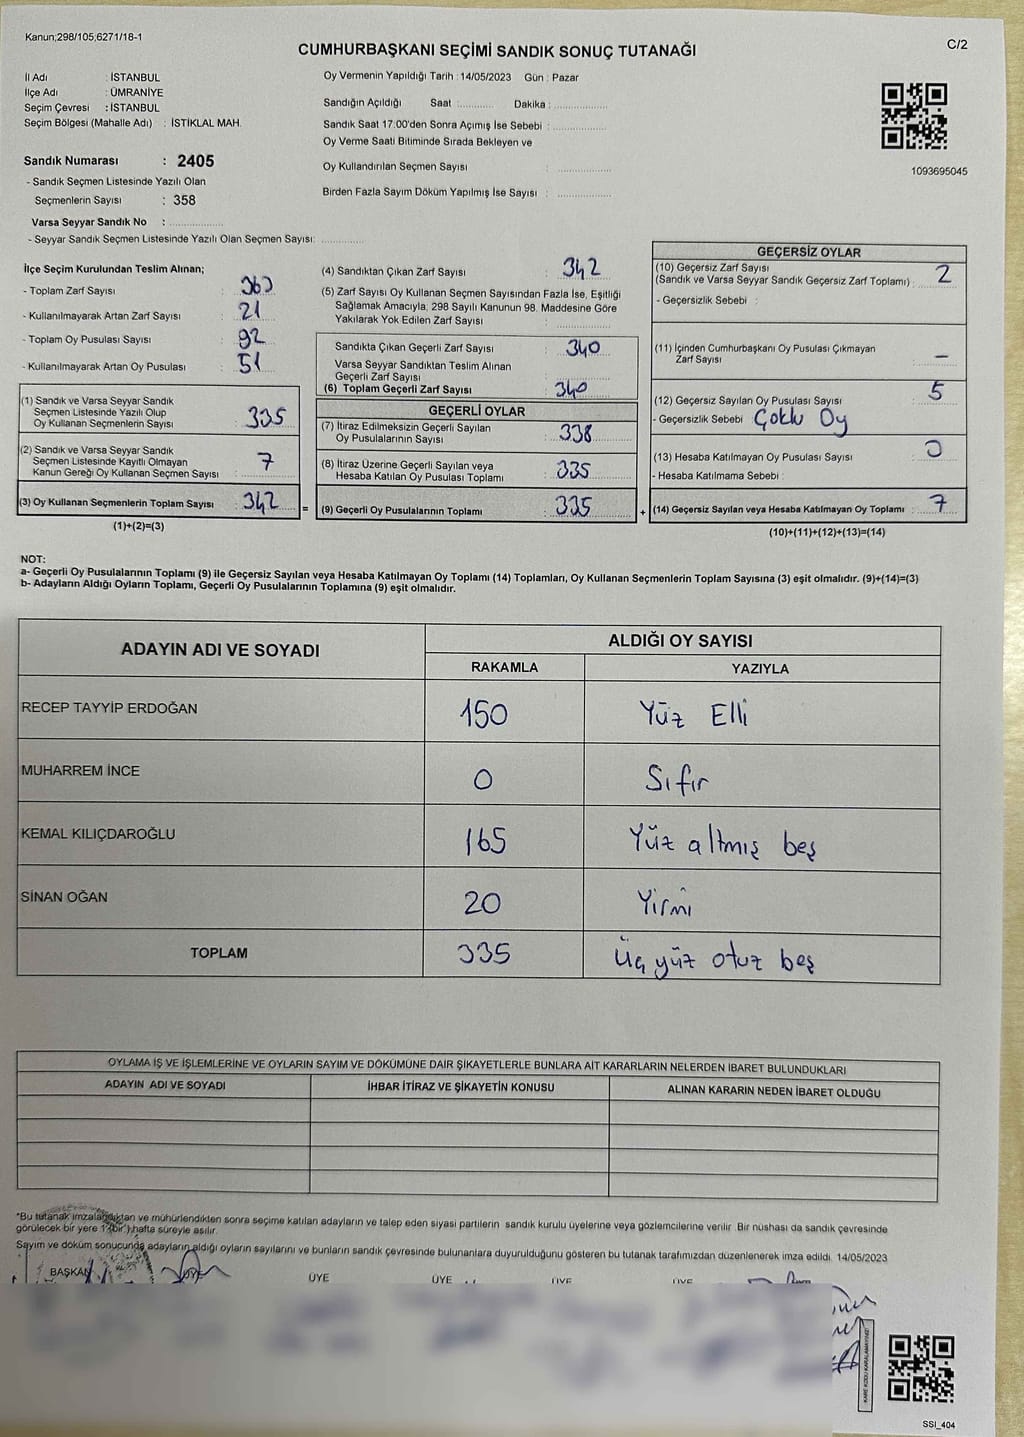 Kanun;298/105;6271/18-1
C/2
CUMHURBAŞKANI SEÇİMİ SANDIK SONUÇ TUTANAĞI
İl Adı : İSTANBUL
İlçe Adı : ÜMRANİYE
Seçim Çevresi : İSTANBUL
Seçim Bölgesi (Mahalle Adı) : İSTİKLAL MAH.
Sandık Numarası : 2405
- Sandık Seçmen Listesinde Yazılı Olan
Seçmenlerin Sayısı : 358
Varsa Seyyar Sandık No :
- Seyyar Sandık Seçmen Listesinde Yazılı Olan Seçmen Sayısı:
Oy Vermenin Yapıldığı Tarih : 14/05/2023 Gün : Pazar
Sandığın Açıldığı Saat : Dakika :
Sandık Saat 17:00'den Sonra Açımış İse Sebebi :
Oy Verme Saati Bitiminde Sırada Bekleyen ve
Oy Kullandırılan Seçmen Sayısı :
Birden Fazla Sayım Döküm Yapılmış İse Sayısı :
1093695045
İlçe Seçim Kurulundan Teslim Alınan;
- Toplam Zarf Sayısı :
- Kullanılmayarak Artan Zarf Sayısı : 21
- Toplam Oy Pusulası Sayısı : 92
- Kullanılmayarak Artan Oy Pusulası : 51
(1) Sandık ve Varsa Seyyar Sandık
Seçmen Listesinde Yazılı Olup
Oy Kullanan Seçmenlerin Sayısı : 335
(2) Sandık ve Varsa Seyyar Sandık
Seçmen Listesinde Kayıtlı Olmayan
Kanun Gereği Oy Kullanan Seçmen Sayısı : 7
(3) Oy Kullanan Seçmenlerin Toplam Sayısı : 342
(1)+(2)=(3)
=
(4) Sandıktan Çıkan Zarf Sayısı : 342
(5) Zarf Sayısı Oy Kullanan Seçmen Sayısından Fazla İse, Eşitliği
Sağlamak Amacıyla, 298 Sayılı Kanunun 98. Maddesine Göre
Yakılarak Yok Edilen Zarf Sayısı :
Sandıkta Çıkan Geçerli Zarf Sayısı : 340
Varsa Seyyar Sandıktan Teslim Alınan
Geçerli Zarf Sayısı :
(6) Toplam Geçerli Zarf Sayısı : 340
GEÇERLİ OYLAR
(7) İtiraz Edilmeksizin Geçerli Sayılan
Oy Pusulalarının Sayısı : 338
(8) İtiraz Üzerine Geçerli Sayılan veya
Hesaba Katılan Oy Pusulası Toplamı : 335
(9) Geçerli Oy Pusulalarının Toplamı : 335
+
GEÇERSİZ OYLAR
(10) Geçersiz Zarf Sayısı
(Sandık ve Varsa Seyyar Sandık Geçersiz Zarf Toplamı) : 2
- Geçersizlik Sebebi :
(11) İçinden Cumhurbaşkanı Oy Pusulası Çıkmayan
Zarf Sayısı : -
(12) Geçersiz Sayılan Oy Pusulası Sayısı : 5
- Geçersizlik Sebebi : Çoklu Oy
(13) Hesaba Katılmayan Oy Pusulası Sayısı : 0
- Hesaba Katılmama Sebebi :
(14) Geçersiz Sayılan veya Hesaba Katılmayan Oy Toplamı : 7
(10)+(11)+(12)+(13)=(14)
NOT:
a- Geçerli Oy Pusulalarının Toplamı (9) ile Geçersiz Sayılan veya Hesaba Katılmayan Oy Toplamı (14) Toplamları, Oy Kullanan Seçmenlerin Toplam Sayısına (3) eşit olmalıdır. (9)+(14)=(3)
b- Adayların Aldığı Oyların Toplamı, Geçerli Oy Pusulalarının Toplamına (9) eşit olmalıdır.
ADAYIN ADI VE SOYADI
ALDIĞI OY SAYISI
RAKAMLA YAZIYLA
RECEP TAYYİP ERDOĞAN 150 Yüz Elli
MUHARREM İNCE 0 Sıfır
KEMAL KILIÇDAROĞLU 165 Yüz altmış beş
SİNAN OĞAN 20 Yirmi
TOPLAM 335 Üç yüz otuz beş
OYLAMA İŞ VE İŞLEMLERİNE VE OYLARIN SAYIM VE DÖKÜMÜNE DAİR ŞİKAYETLERLE BUNLARA AİT KARARLARIN NELERDEN İBARET BULUNDUKLARI
ADAYIN ADI VE SOYADI İHBAR İTİRAZ VE ŞİKAYETİN KONUSU ALINAN KARARIN NEDEN İBARET OLDUĞU
*Bu tutanak imzalandıktan ve mühürlendikten sonra seçime katılan adayların ve talep eden siyasi partilerin sandık kurulu üyelerine veya gözlemcilerine verilir. Bir nüshası da sandık çevresinde
görülecek bir yere 1 (bir ) hafta süreyle asılır.
Sayım ve döküm sonucunda adayların aldığı oyların sayılarını ve bunların sandık çevresinde bulunanlara duyurulduğunu gösteren bu tutanak tarafımızdan düzenlenerek imza edildi. 14/05/2023
BAŞKAN ÜYE ÜYE ÜYE ÜYE ÜYE
KARE KODU KARALAMAYINIZ!
SSI_404